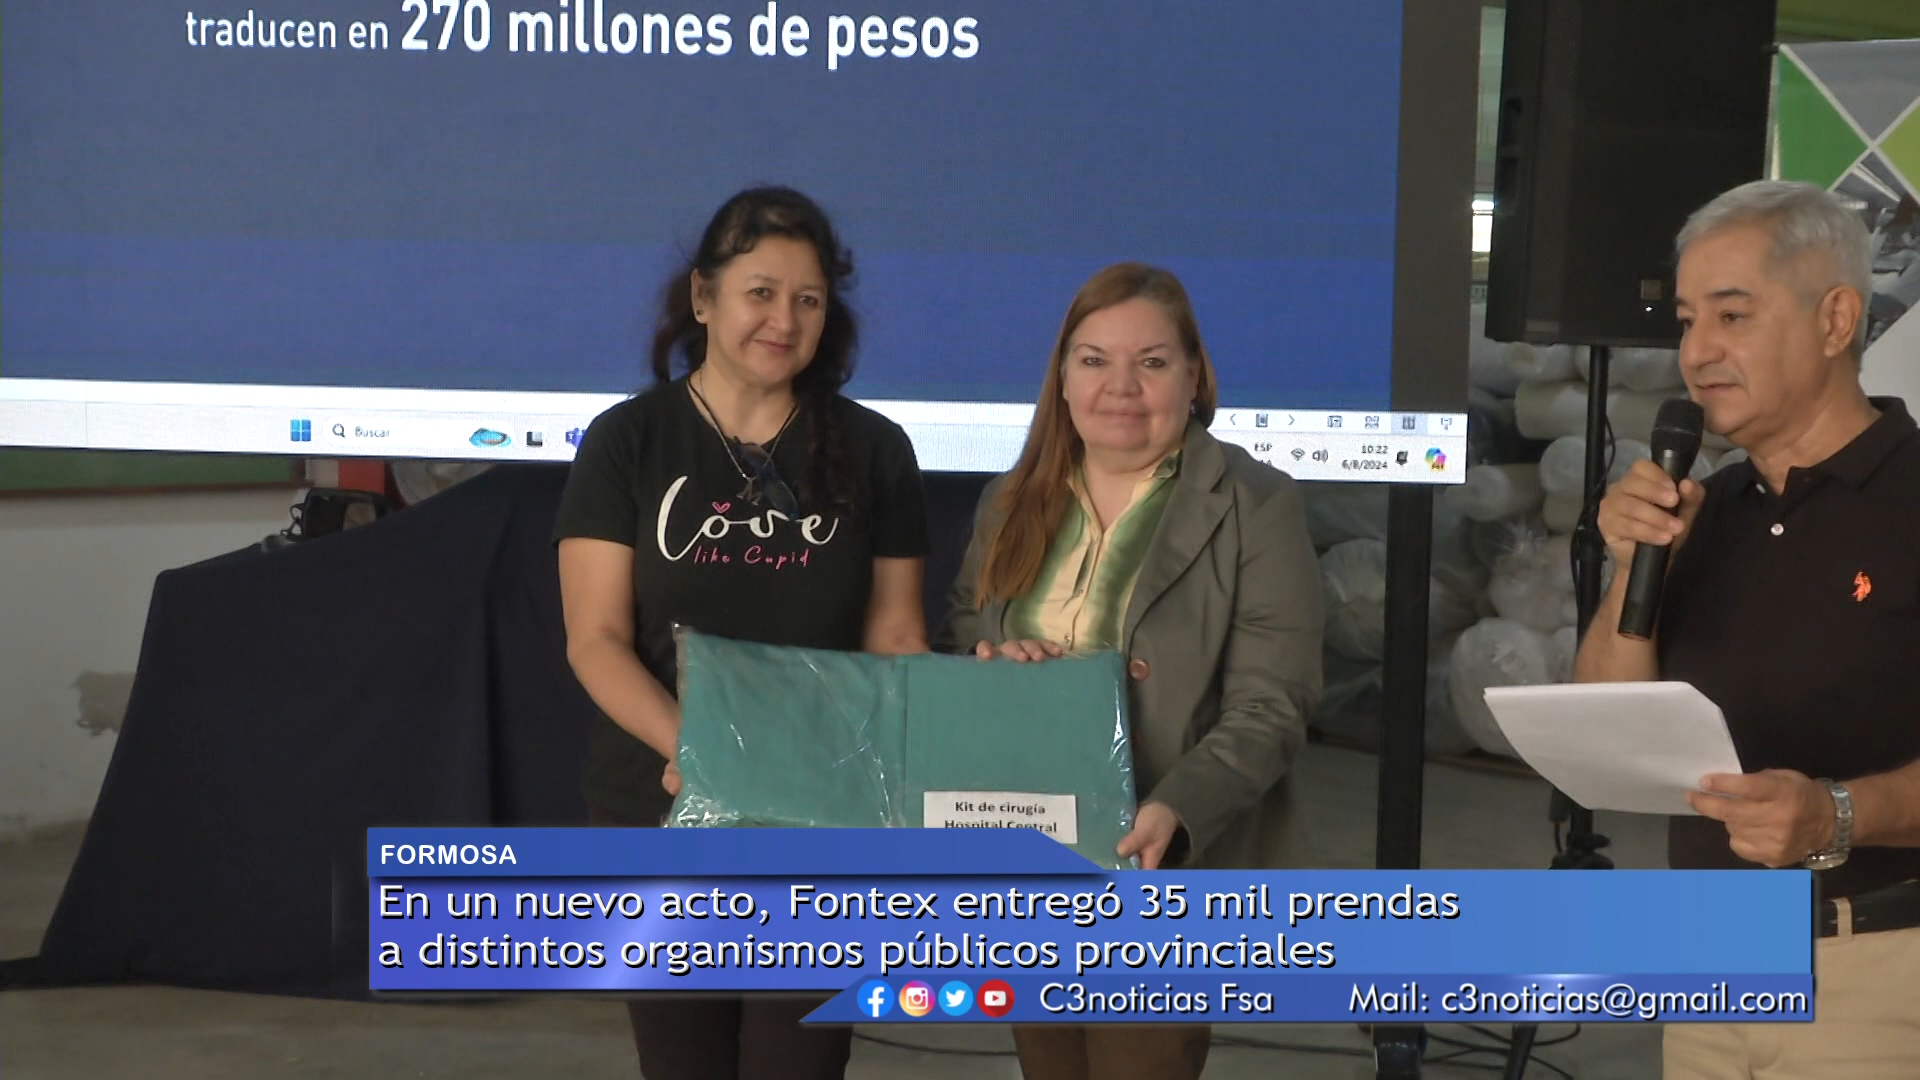 traducen en 270 millones de pesos
Buscar
ESP
10:22
6/8/2024
Love
like Cupid
Kit de cirugía
Hospital Central
FORMOSA
En un nuevo acto, Fontex entregó 35 mil prendas
a distintos organismos públicos provinciales
C3noticias Fsa Mail: c3noticias@gmail.com